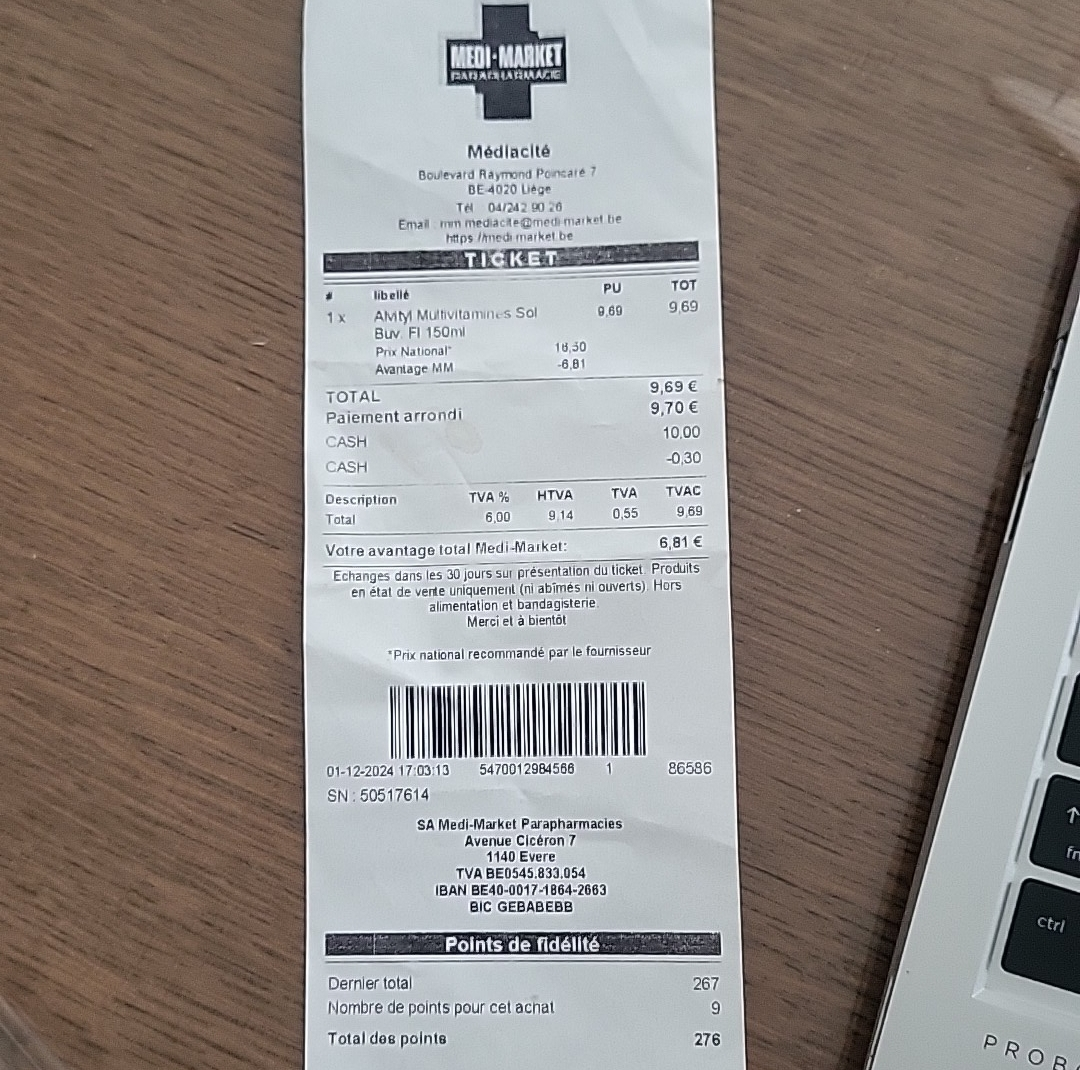 MEDI-MARKET
PARAPHARMACIE
Médiacité
Boulevard Raymond Poincaré 7
BE-4020 Liège
Tél 04/242 90 26
Email mm.mediacite@medi-market.be
https://medi-market.be
TICKET
# libellé PU TOT
1 x Alvityl Multivitamines Sol 9,69 9,69
Buv. Fl 150ml
Prix National* 16,50
Avantage MM -6,81
TOTAL 9,69 €
Paiement arrondi 9,70 €
CASH 10,00
CASH -0,30
Description TVA % HTVA TVA TVAC
Total 6,00 9,14 0,55 9,69
Votre avantage total Medi-Market: 6,81 €
Echanges dans les 30 jours sur présentation du ticket. Produits
en état de vente uniquement (ni abîmés ni ouverts). Hors
alimentation et bandagisterie.
Merci et à bientôt
*Prix national recommandé par le fournisseur
01-12-2024 17:03:13 5470012984566 1 86586
SN : 50517614
SA Medi-Market Parapharmacies
Avenue Cicéron 7
1140 Evere
TVA BE0545.833.054
IBAN BE40-0017-1864-2663
BIC GEBABEBB
Points de fidélité
Dernier total 267
Nombre de points pour cet achat 9
Total des points 276
fn
ctrl
PROB